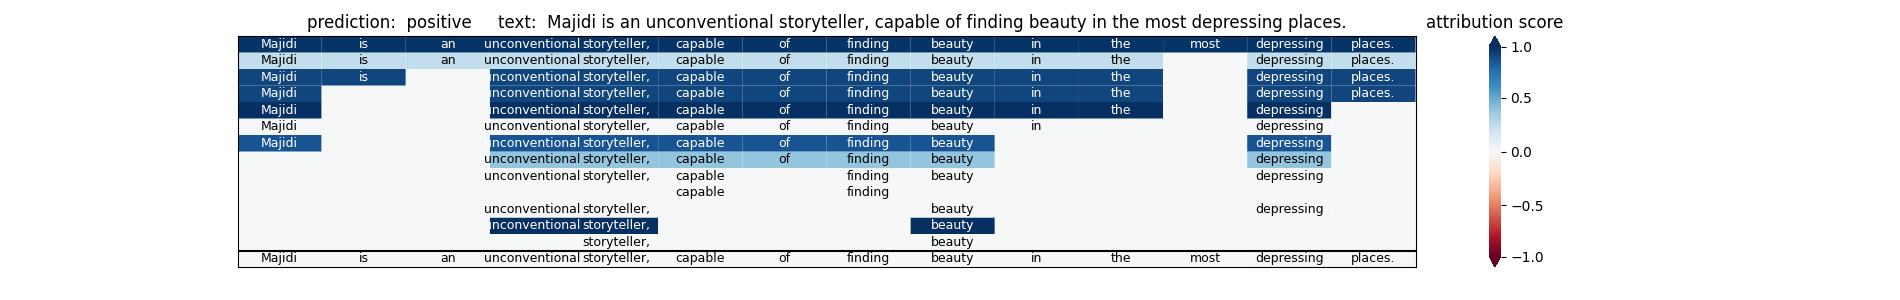 prediction: positive text: Majidi is an unconventional storyteller, capable of finding beauty in the most depressing places. attribution score
Majidi is an unconventional storyteller, capable of finding beauty in the most depressing places. 1.0
Majidi is an unconventional storyteller, capable of finding beauty in the depressing places.
Majidi is unconventional storyteller, capable of finding beauty in the depressing places.
Majidi unconventional storyteller, capable of finding beauty in the depressing places. 0.5
Majidi unconventional storyteller, capable of finding beauty in the depressing
Majidi unconventional storyteller, capable of finding beauty in depressing
Majidi unconventional storyteller, capable of finding beauty depressing
unconventional storyteller, capable of finding beauty depressing 0.0
unconventional storyteller, capable finding beauty depressing
capable finding
unconventional storyteller, beauty depressing −0.5
unconventional storyteller, beauty
storyteller, beauty
Majidi is an unconventional storyteller, capable of finding beauty in the most depressing places. −1.0